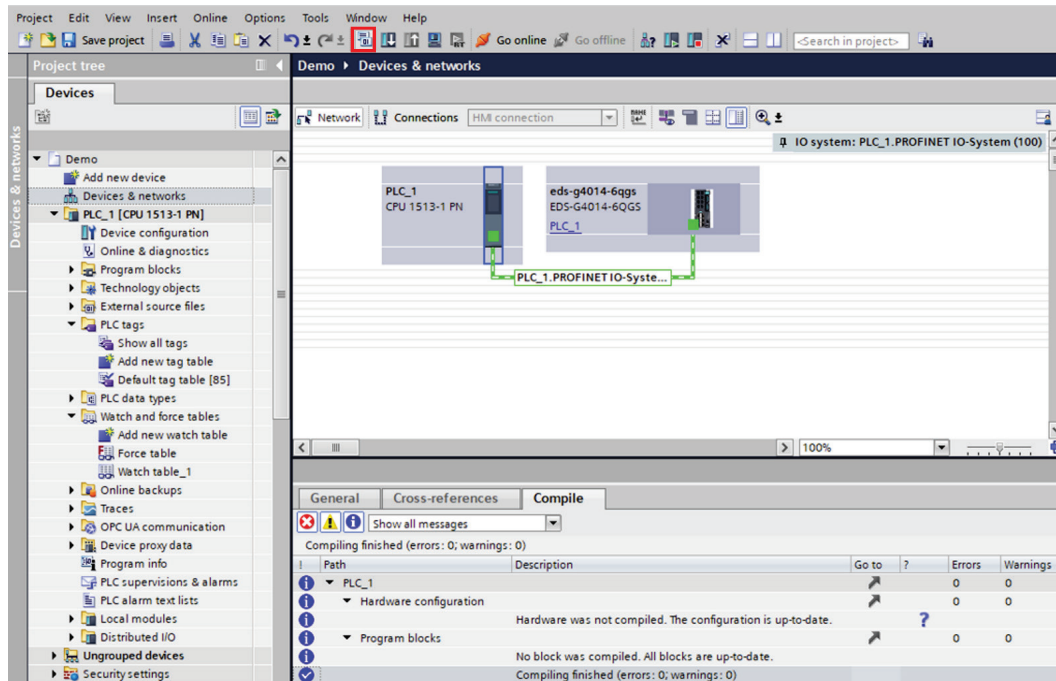 Project Edit View Insert Online Options Tools Window Help
Save project Go online Go offline <Search in project>
Project tree
Demo Devices & networks
Devices
Devices & networks
Network Connections HMI connection
IO system: PLC_1.PROFINET IO-System (100)
Demo
Add new device
Devices & networks
PLC_1 [CPU 1513-1 PN]
Device configuration
Online & diagnostics
Program blocks
Technology objects
External source files
PLC tags
Show all tags
Add new tag table
Default tag table [85]
PLC data types
Watch and force tables
Add new watch table
Force table
Watch table_1
Online backups
Traces
OPC UA communication
Device proxy data
Program info
PLC supervisions & alarms
PLC alarm text lists
Local modules
Distributed I/O
Ungrouped devices
Security settings
PLC_1
CPU 1513-1 PN
eds-g4014-6qgs
EDS-G4014-6QGS
PLC_1
PLC_1.PROFINET IO-Syste...
100%
General Cross-references Compile
Show all messages
Compiling finished (errors: 0; warnings: 0)
! Path Description Go to ? Errors Warnings
PLC_1 0 0
Hardware configuration 0 0
Hardware was not compiled. The configuration is up-to-date. ?
Program blocks 0 0
No block was compiled. All blocks are up-to-date.
Compiling finished (errors: 0; warnings: 0)